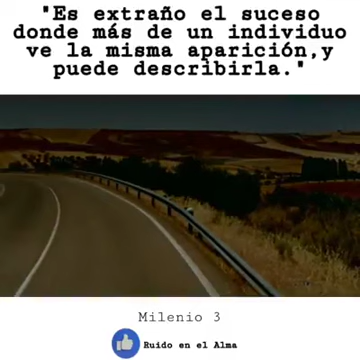 "Es extraño el suceso
donde más de un individuo
ve la misma aparición,y
puede describirla."
Milenio 3
Ruido en el Alma